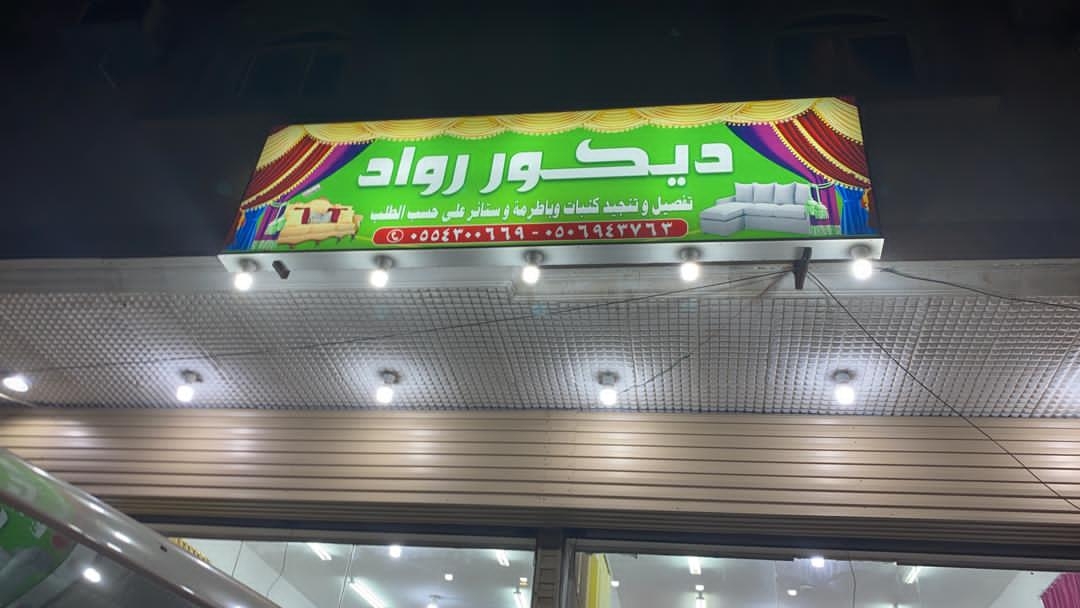 ديكور رواد
تفصيل و تنجيد كنبات وباطرمة و ستائر على حسب الطلب
٠٥٥٤٣٠٠٦٦٩ - ٠٥٠٦٩٤٣٧٦٣